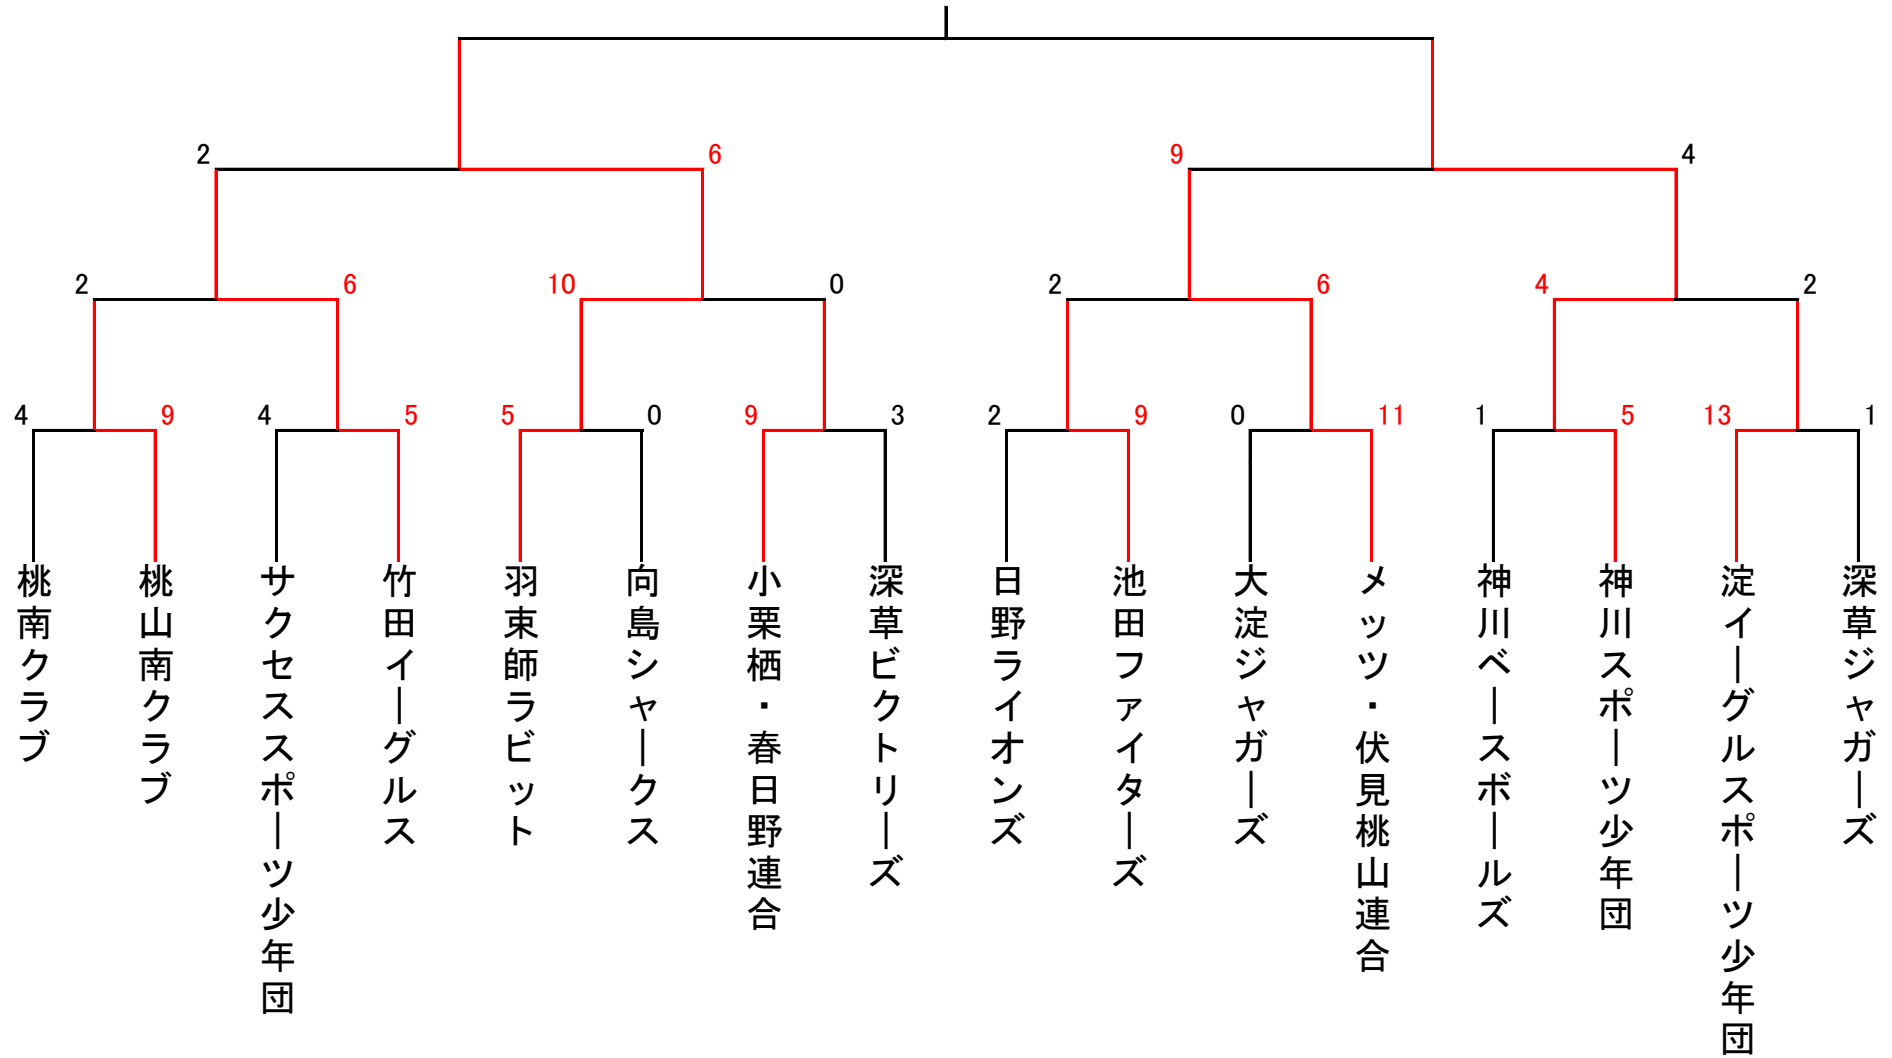 2 6 9 4
2 6 10 0 2 6 4 2
4 9 4 5 5 0 9 3 2 9 0 11 1 5 13 1
桃南クラブ
桃山南クラブ
サクセススポーツ少年団
竹田イーグルス
羽束師ラビット
向島シャークス
小栗栖・春日野連合
深草ビクトリーズ
日野ライオンズ
池田ファイターズ
大淀ジャガーズ
メッツ・伏見桃山連合
神川ベースボールズ
神川スポーツ少年団
淀イーグルスポーツ少年団
深草ジャガーズ